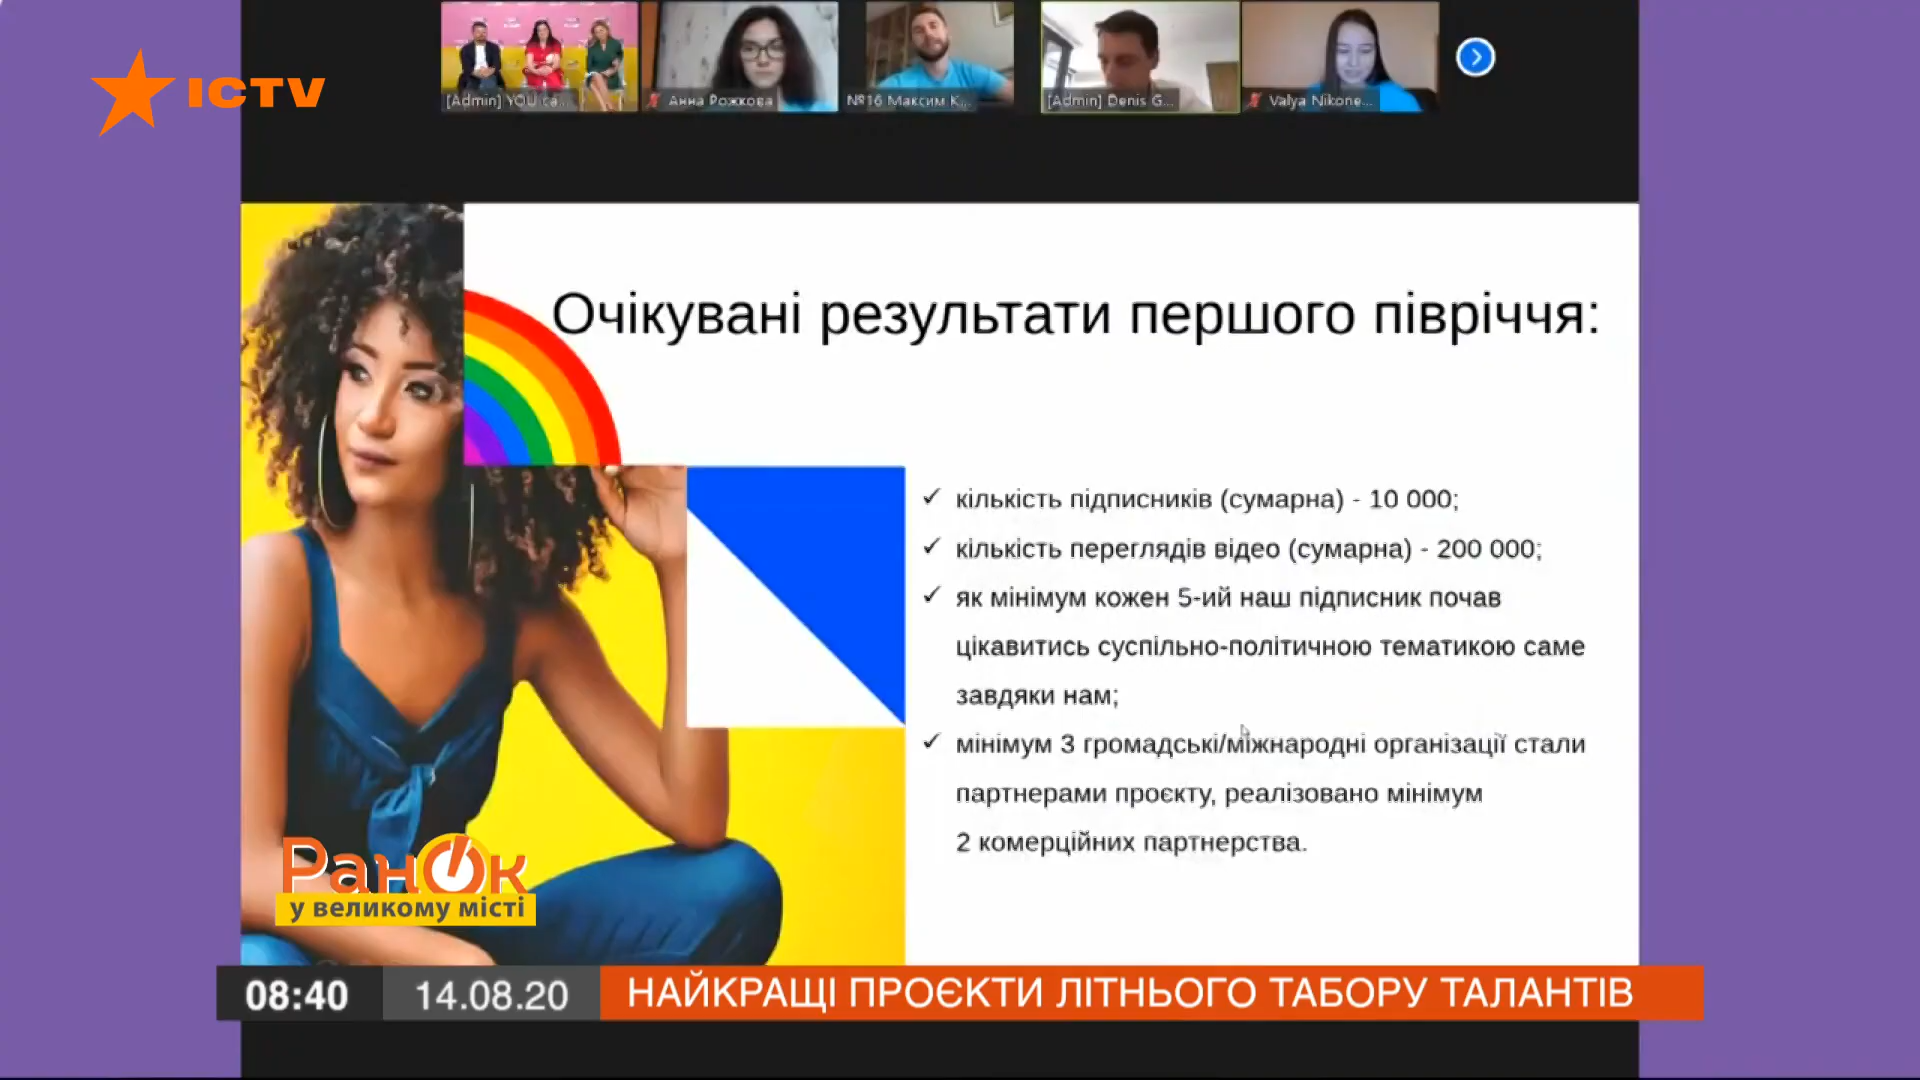 ICTV
[Admin] YOU ca...
Анна Рожкова
№16 Максим К...
[Admin] Denis G...
Valya Nikone...
Очікувані результати першого півріччя:
✓ кількість підписників (сумарна) - 10 000;
✓ кількість переглядів відео (сумарна) - 200 000;
✓ як мінімум кожен 5-ий наш підписник почав
цікавитись суспільно-політичною тематикою саме
завдяки нам;
✓ мінімум 3 громадські/міжнародні організації стали
партнерами проєкту, реалізовано мінімум
2 комерційних партнерства.
Ранок
у великому місті
08:40 14.08.20 НАЙКРАЩІ ПРОЄКТИ ЛІТНЬОГО ТАБОРУ ТАЛАНТІВ